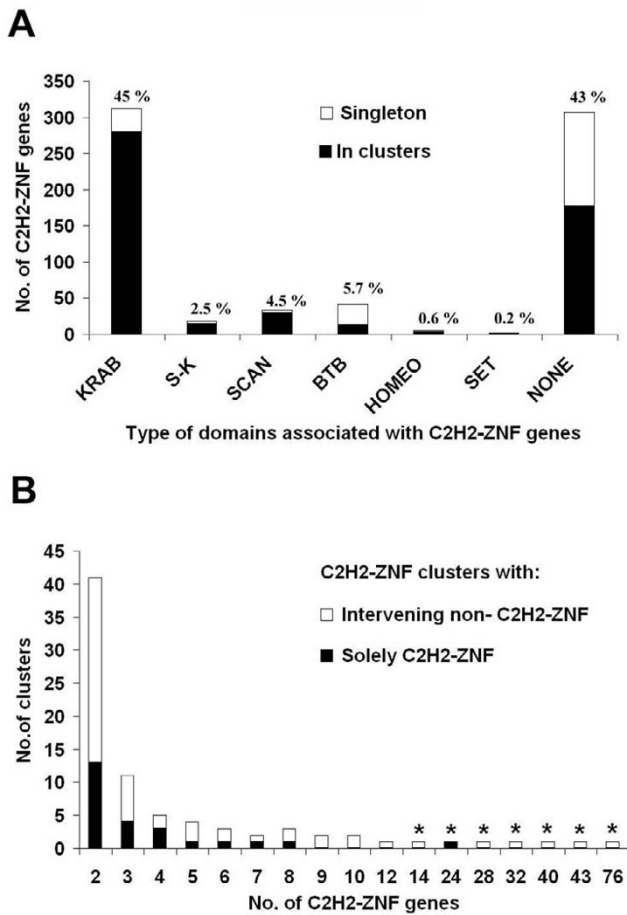 A
No. of C2H2-ZNF genes
350
300
250
200
150
100
50
0
45 %
2.5 %
4.5 %
5.7 %
0.6 %
0.2 %
43 %
Singleton
In clusters
KRAB
S-K
SCAN
BTB
HOMEO
SET
NONE
Type of domains associated with C2H2-ZNF genes
B
No.of clusters
45
40
35
30
25
20
15
10
5
0
C2H2-ZNF clusters with:
Intervening non- C2H2-ZNF
Solely C2H2-ZNF
* * * * * * *
2 3 4 5 6 7 8 9 10 12 14 24 28 32 40 43 76
No. of C2H2-ZNF genes